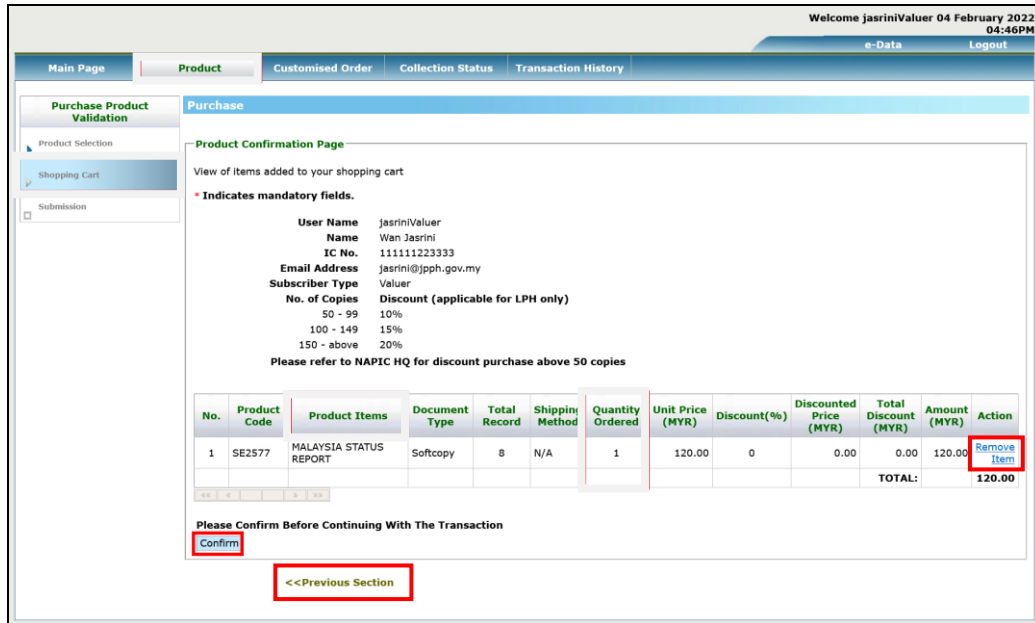 Welcome jasriniValuer 04 February 2022
04:46PM
e-Data Logout
Main Page Product Customised Order Collection Status Transaction History
Purchase Product
Validation
Purchase
Product Selection
Shopping Cart
Submission
Product Confirmation Page
View of items added to your shopping cart
* Indicates mandatory fields.
User Name jasriniValuer
Name Wan Jasrini
IC No. 111111223333
Email Address jasrini@jpph.gov.my
Subscriber Type Valuer
No. of Copies Discount (applicable for LPH only)
50 - 99 10%
100 - 149 15%
150 - above 20%
Please refer to NAPIC HQ for discount purchase above 50 copies
No. Product Code Product Items Document Type Total Record Shipping Method Quantity Ordered Unit Price (MYR) Discount(%) Discounted Price (MYR) Total Discount (MYR) Amount (MYR) Action
1 SE2577 MALAYSIA STATUS REPORT Softcopy 8 N/A 1 120.00 0 0.00 0.00 120.00 Remove Item
TOTAL: 120.00
<< < > >>
Please Confirm Before Continuing With The Transaction
Confirm
<<Previous Section